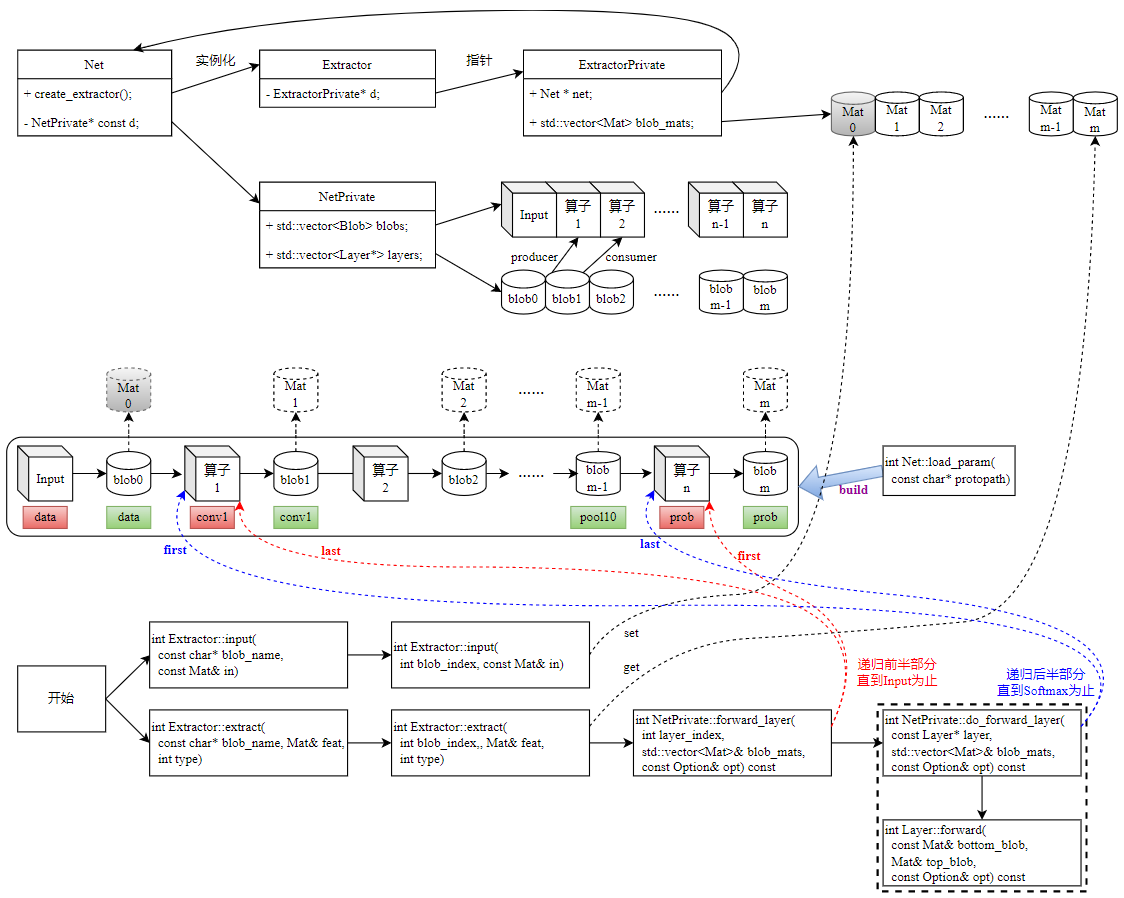 Net
+ create_extractor();
- NetPrivate* const d;
实例化
Extractor
- ExtractorPrivate* d;
指针
ExtractorPrivate
+ Net * net;
+ std::vector<Mat> blob_mats;
Mat
0
Mat
1
Mat
2
......
Mat
m-1
Mat
m
NetPrivate
+ std::vector<Blob> blobs;
+ std::vector<Layer*> layers;
Input
算子
1
算子
2
......
算子
n-1
算子
n
producer
consumer
blob0
blob1
blob2
......
blob
m-1
blob
m
Mat
0
Mat
1
Mat
2
......
Mat
m-1
Mat
m
Input
blob0
算子
1
blob1
算子
2
blob2
......
blob
m-1
算子
n
blob
m
data
data
conv1
conv1
pool10
prob
prob
build
int Net::load_param(
const char* protopath)
first
last
last
first
开始
int Extractor::input(
const char* blob_name,
const Mat& in)
int Extractor::input(
int blob_index, const Mat& in)
set
get
int Extractor::extract(
const char* blob_name, Mat& feat,
int type)
int Extractor::extract(
int blob_index,, Mat& feat,
int type)
int NetPrivate::forward_layer(
int layer_index,
std::vector<Mat>& blob_mats,
const Option& opt) const
递归前半部分
直到Input为止
递归后半部分
直到Softmax为止
int NetPrivate::do_forward_layer(
const Layer* layer,
std::vector<Mat>& blob_mats,
const Option& opt) const
int Layer::forward(
const Mat& bottom_blob,
Mat& top_blob,
const Option& opt) const